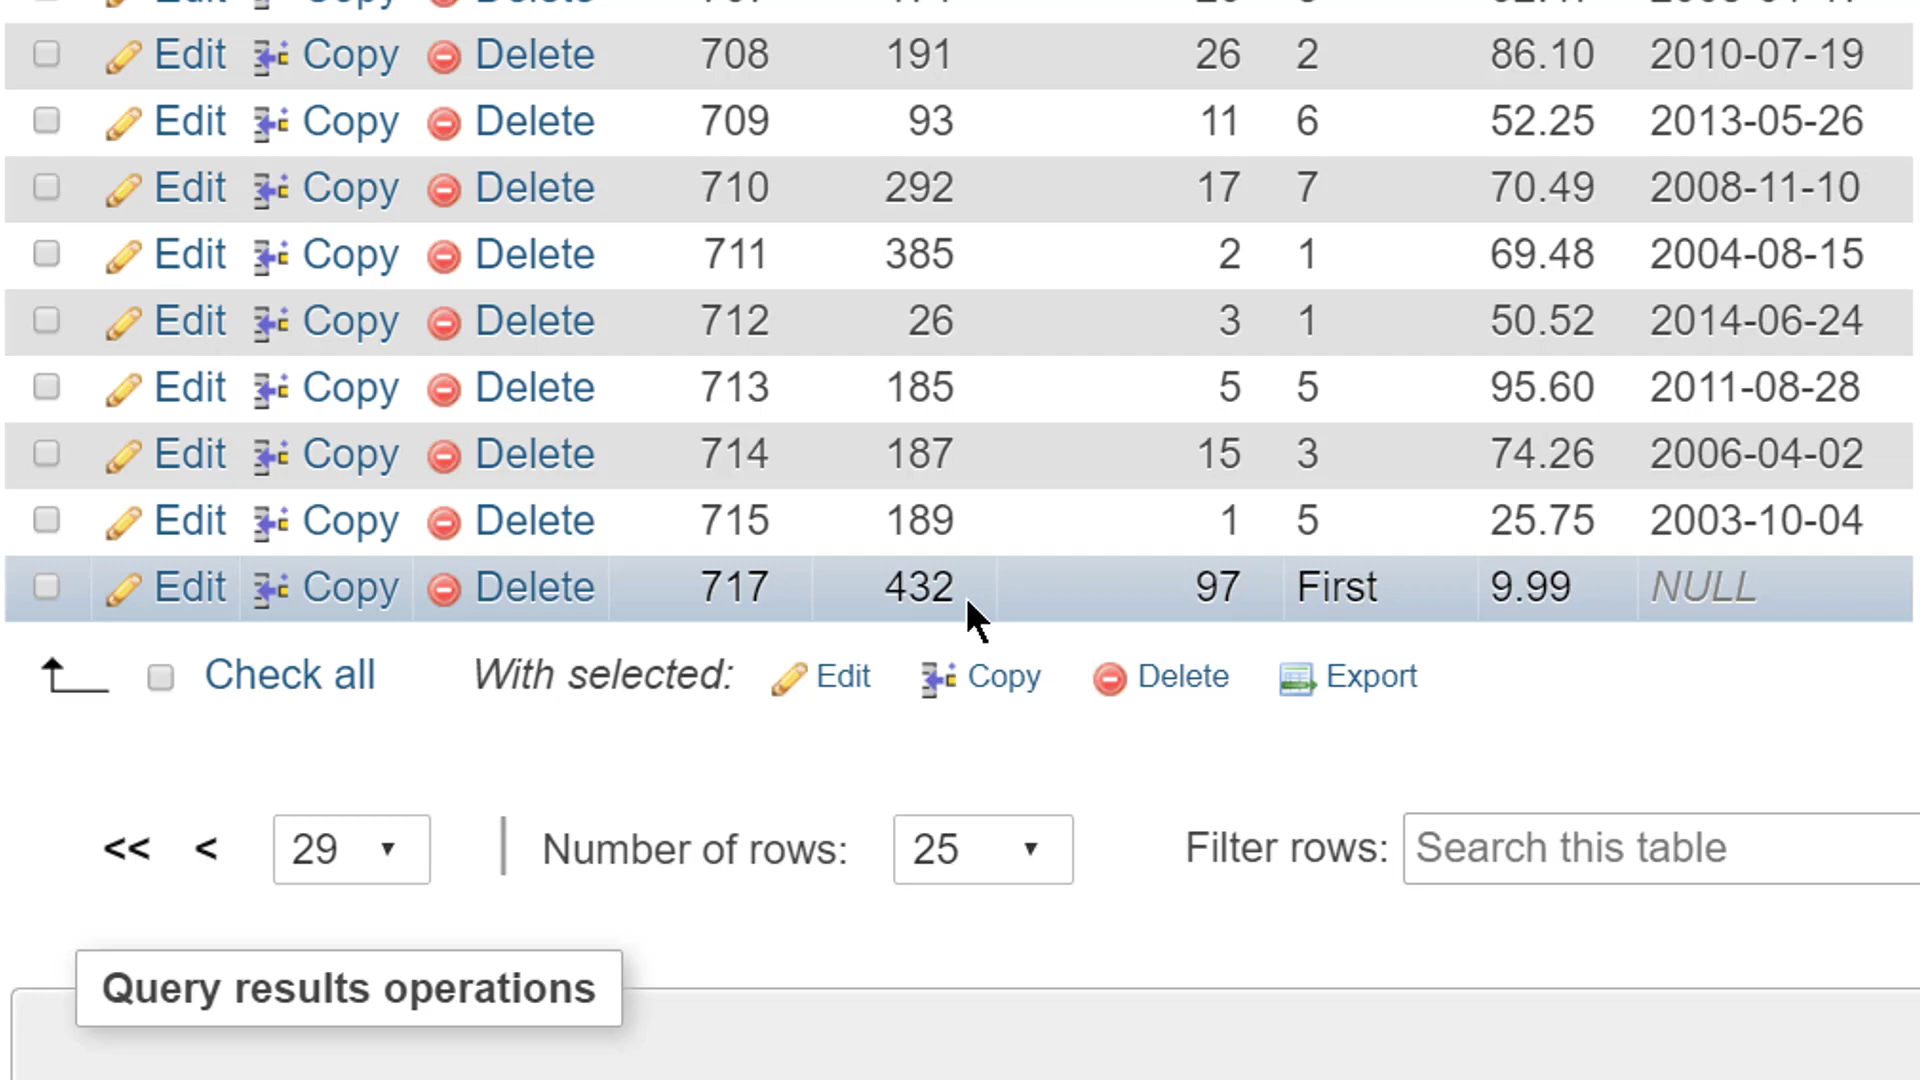 Edit Copy Delete 708 191 26 2 86.10 2010-07-19
Edit Copy Delete 709 93 11 6 52.25 2013-05-26
Edit Copy Delete 710 292 17 7 70.49 2008-11-10
Edit Copy Delete 711 385 2 1 69.48 2004-08-15
Edit Copy Delete 712 26 3 1 50.52 2014-06-24
Edit Copy Delete 713 185 5 5 95.60 2011-08-28
Edit Copy Delete 714 187 15 3 74.26 2006-04-02
Edit Copy Delete 715 189 1 5 25.75 2003-10-04
Edit Copy Delete 717 432 97 First 9.99 NULL
Check all With selected: Edit Copy Delete Export
<< < 29 Number of rows: 25 Filter rows: Search this table
Query results operations